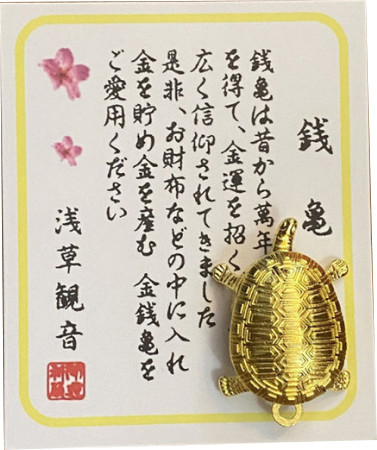 銭亀
銭亀は昔から萬年
を得て、金運を招く
広く信仰されてきました
是非、お財布などの中に入れ
金を貯め金を産む 金銭亀を
ご愛用ください
浅草観音